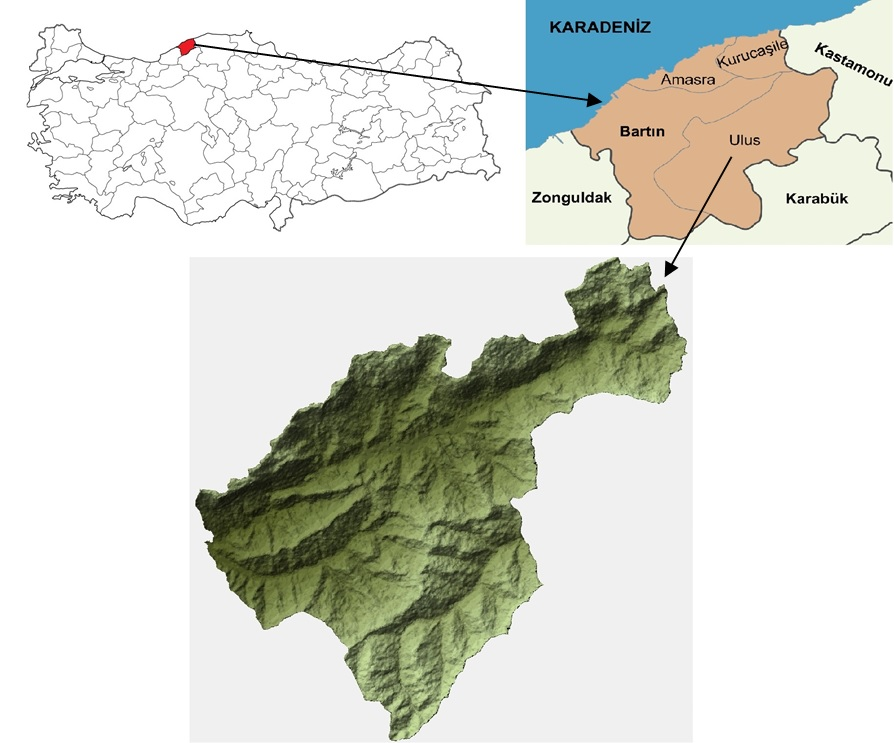 KARADENİZ
Kurucaşile
Kastamonu
Amasra
Bartın
Ulus
Zonguldak
Karabük